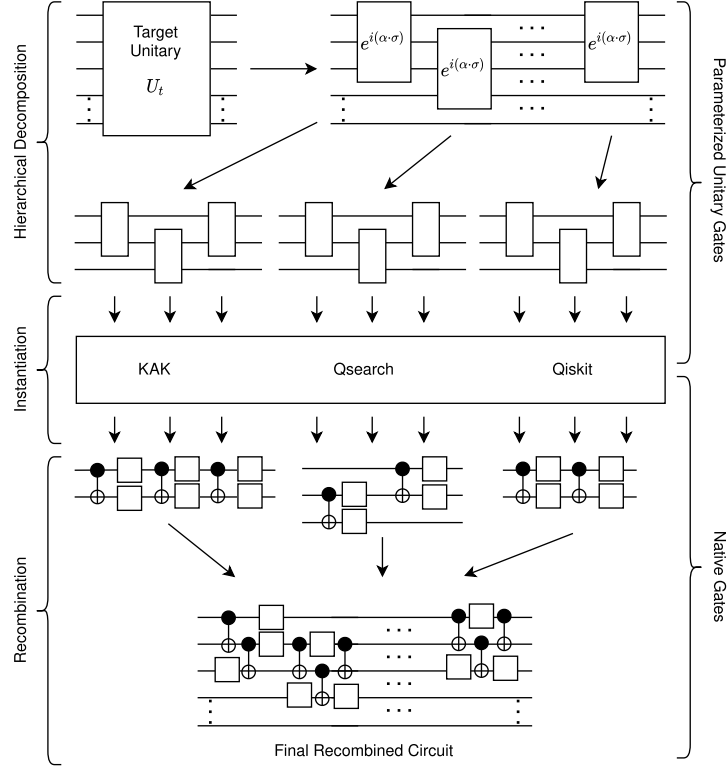 Target
Unitary
U_t
e^{i(α·σ)}
e^{i(α·σ)}
e^{i(α·σ)}
Hierarchical Decomposition
Parameterized Unitary Gates
Instantiation
KAK
Qsearch
Qiskit
Recombination
Native Gates
Final Recombined Circuit